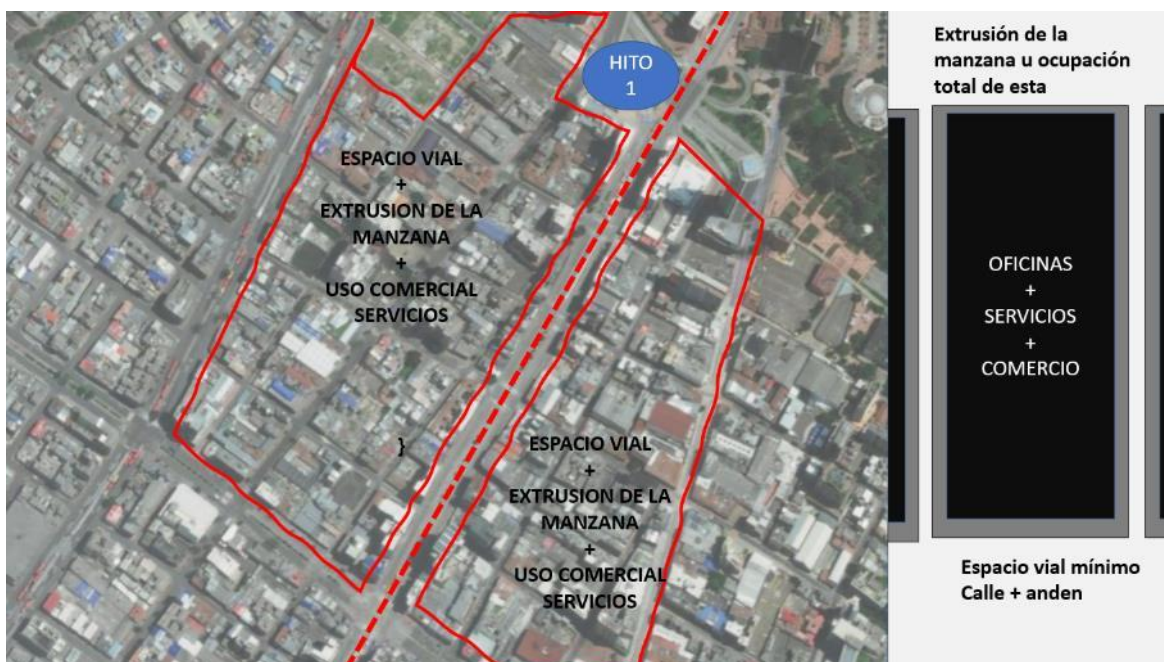 HITO
1
ESPACIO VIAL
+
EXTRUSION DE LA
MANZANA
+
USO COMERCIAL
SERVICIOS
}
ESPACIO VIAL
+
EXTRUSION DE LA
MANZANA
+
USO COMERCIAL
SERVICIOS
Extrusión de la
manzana u ocupación
total de esta
OFICINAS
+
SERVICIOS
+
COMERCIO
Espacio vial mínimo
Calle + anden